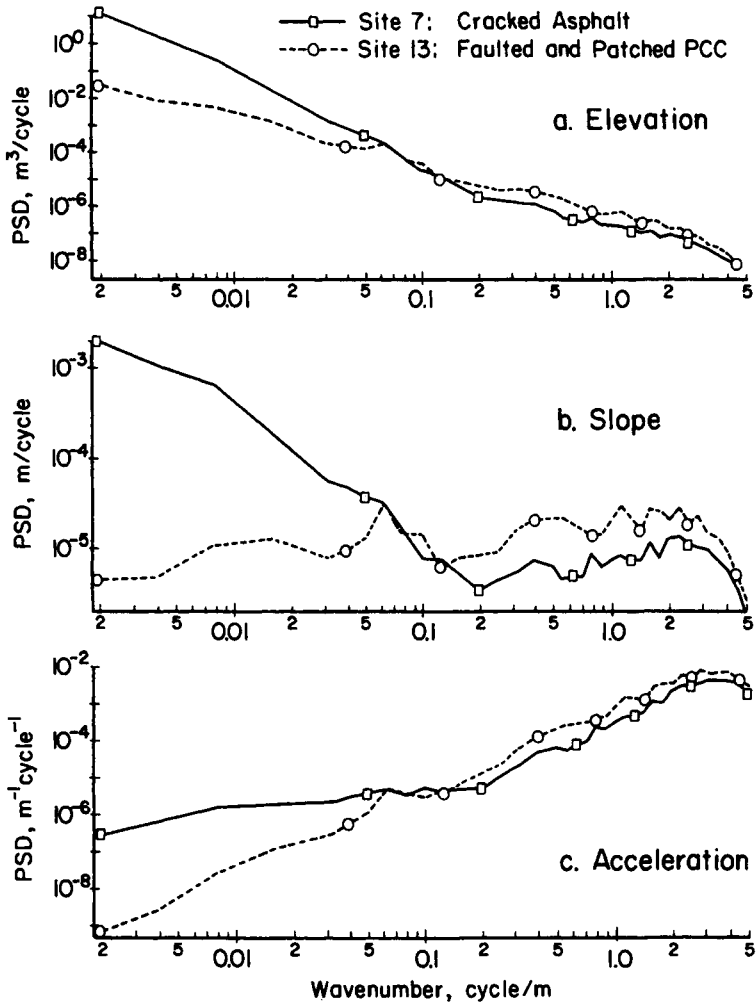 Site 7: Cracked Asphalt
Site 13: Faulted and Patched PCC
a. Elevation
PSD, m³/cycle
10⁰
10⁻²
10⁻⁴
10⁻⁶
10⁻⁸
2 5 0.01 2 5 0.1 2 5 1.0 2 5
b. Slope
PSD, m/cycle
10⁻³
10⁻⁴
10⁻⁵
2 5 0.01 2 5 0.1 2 5 1.0 2 5
c. Acceleration
PSD, m⁻¹cycle⁻¹
10⁻²
10⁻⁴
10⁻⁶
10⁻⁸
2 5 0.01 2 5 0.1 2 5 1.0 2 5
Wavenumber, cycle/m